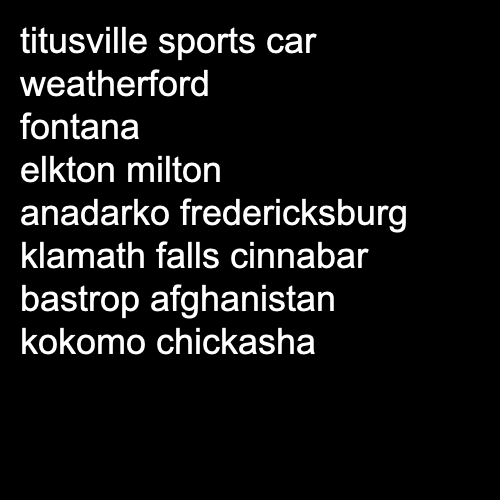 titusville sports car
weatherford
fontana
elkton milton
anadarko fredericksburg
klamath falls cinnabar
bastrop afghanistan
kokomo chickasha